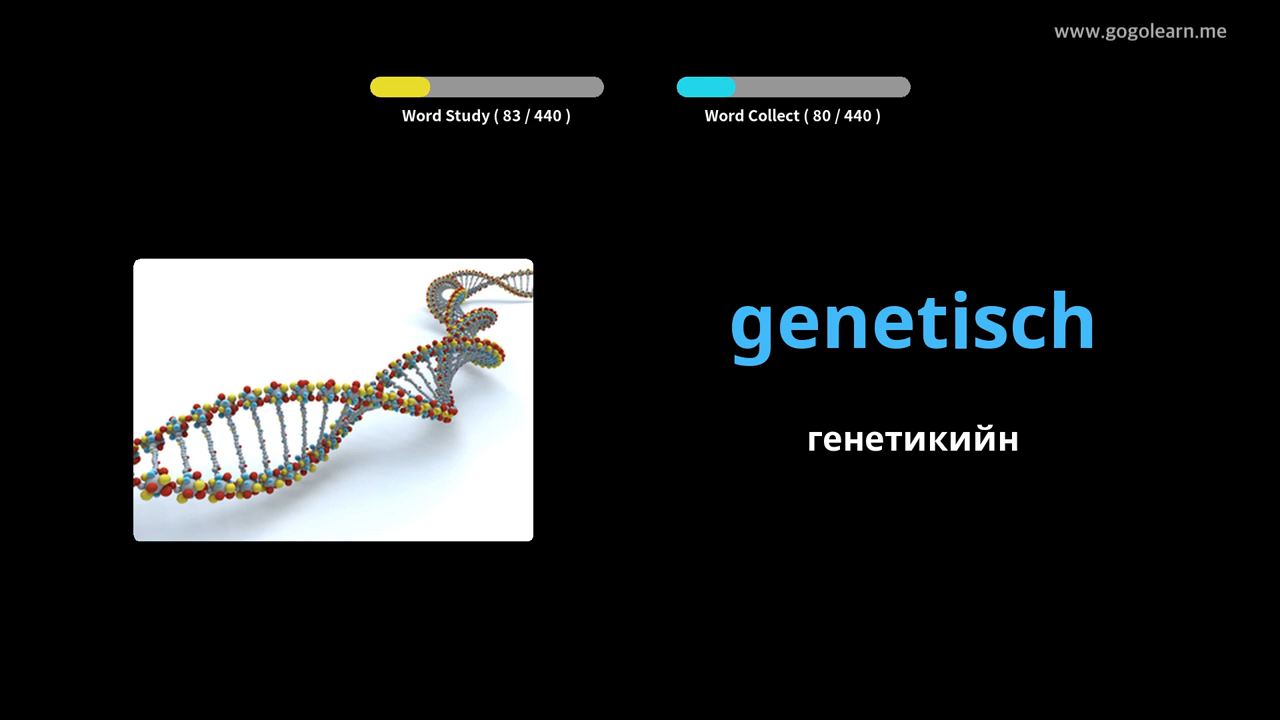 www.gogolearn.me
Word Study ( 83 / 440 )
Word Collect ( 80 / 440 )
genetisch
генетикийн